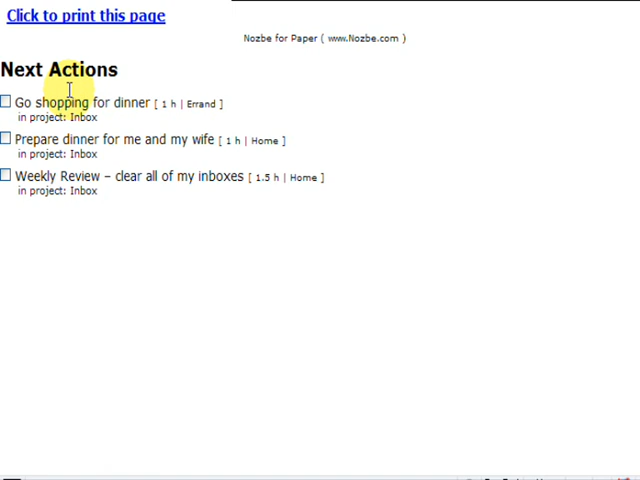 Click to print this page
Nozbe for Paper ( www.Nozbe.com )
Next Actions
Go shopping for dinner [ 1 h | Errand ]
in project: Inbox
Prepare dinner for me and my wife [ 1 h | Home ]
in project: Inbox
Weekly Review – clear all of my inboxes [ 1.5 h | Home ]
in project: Inbox